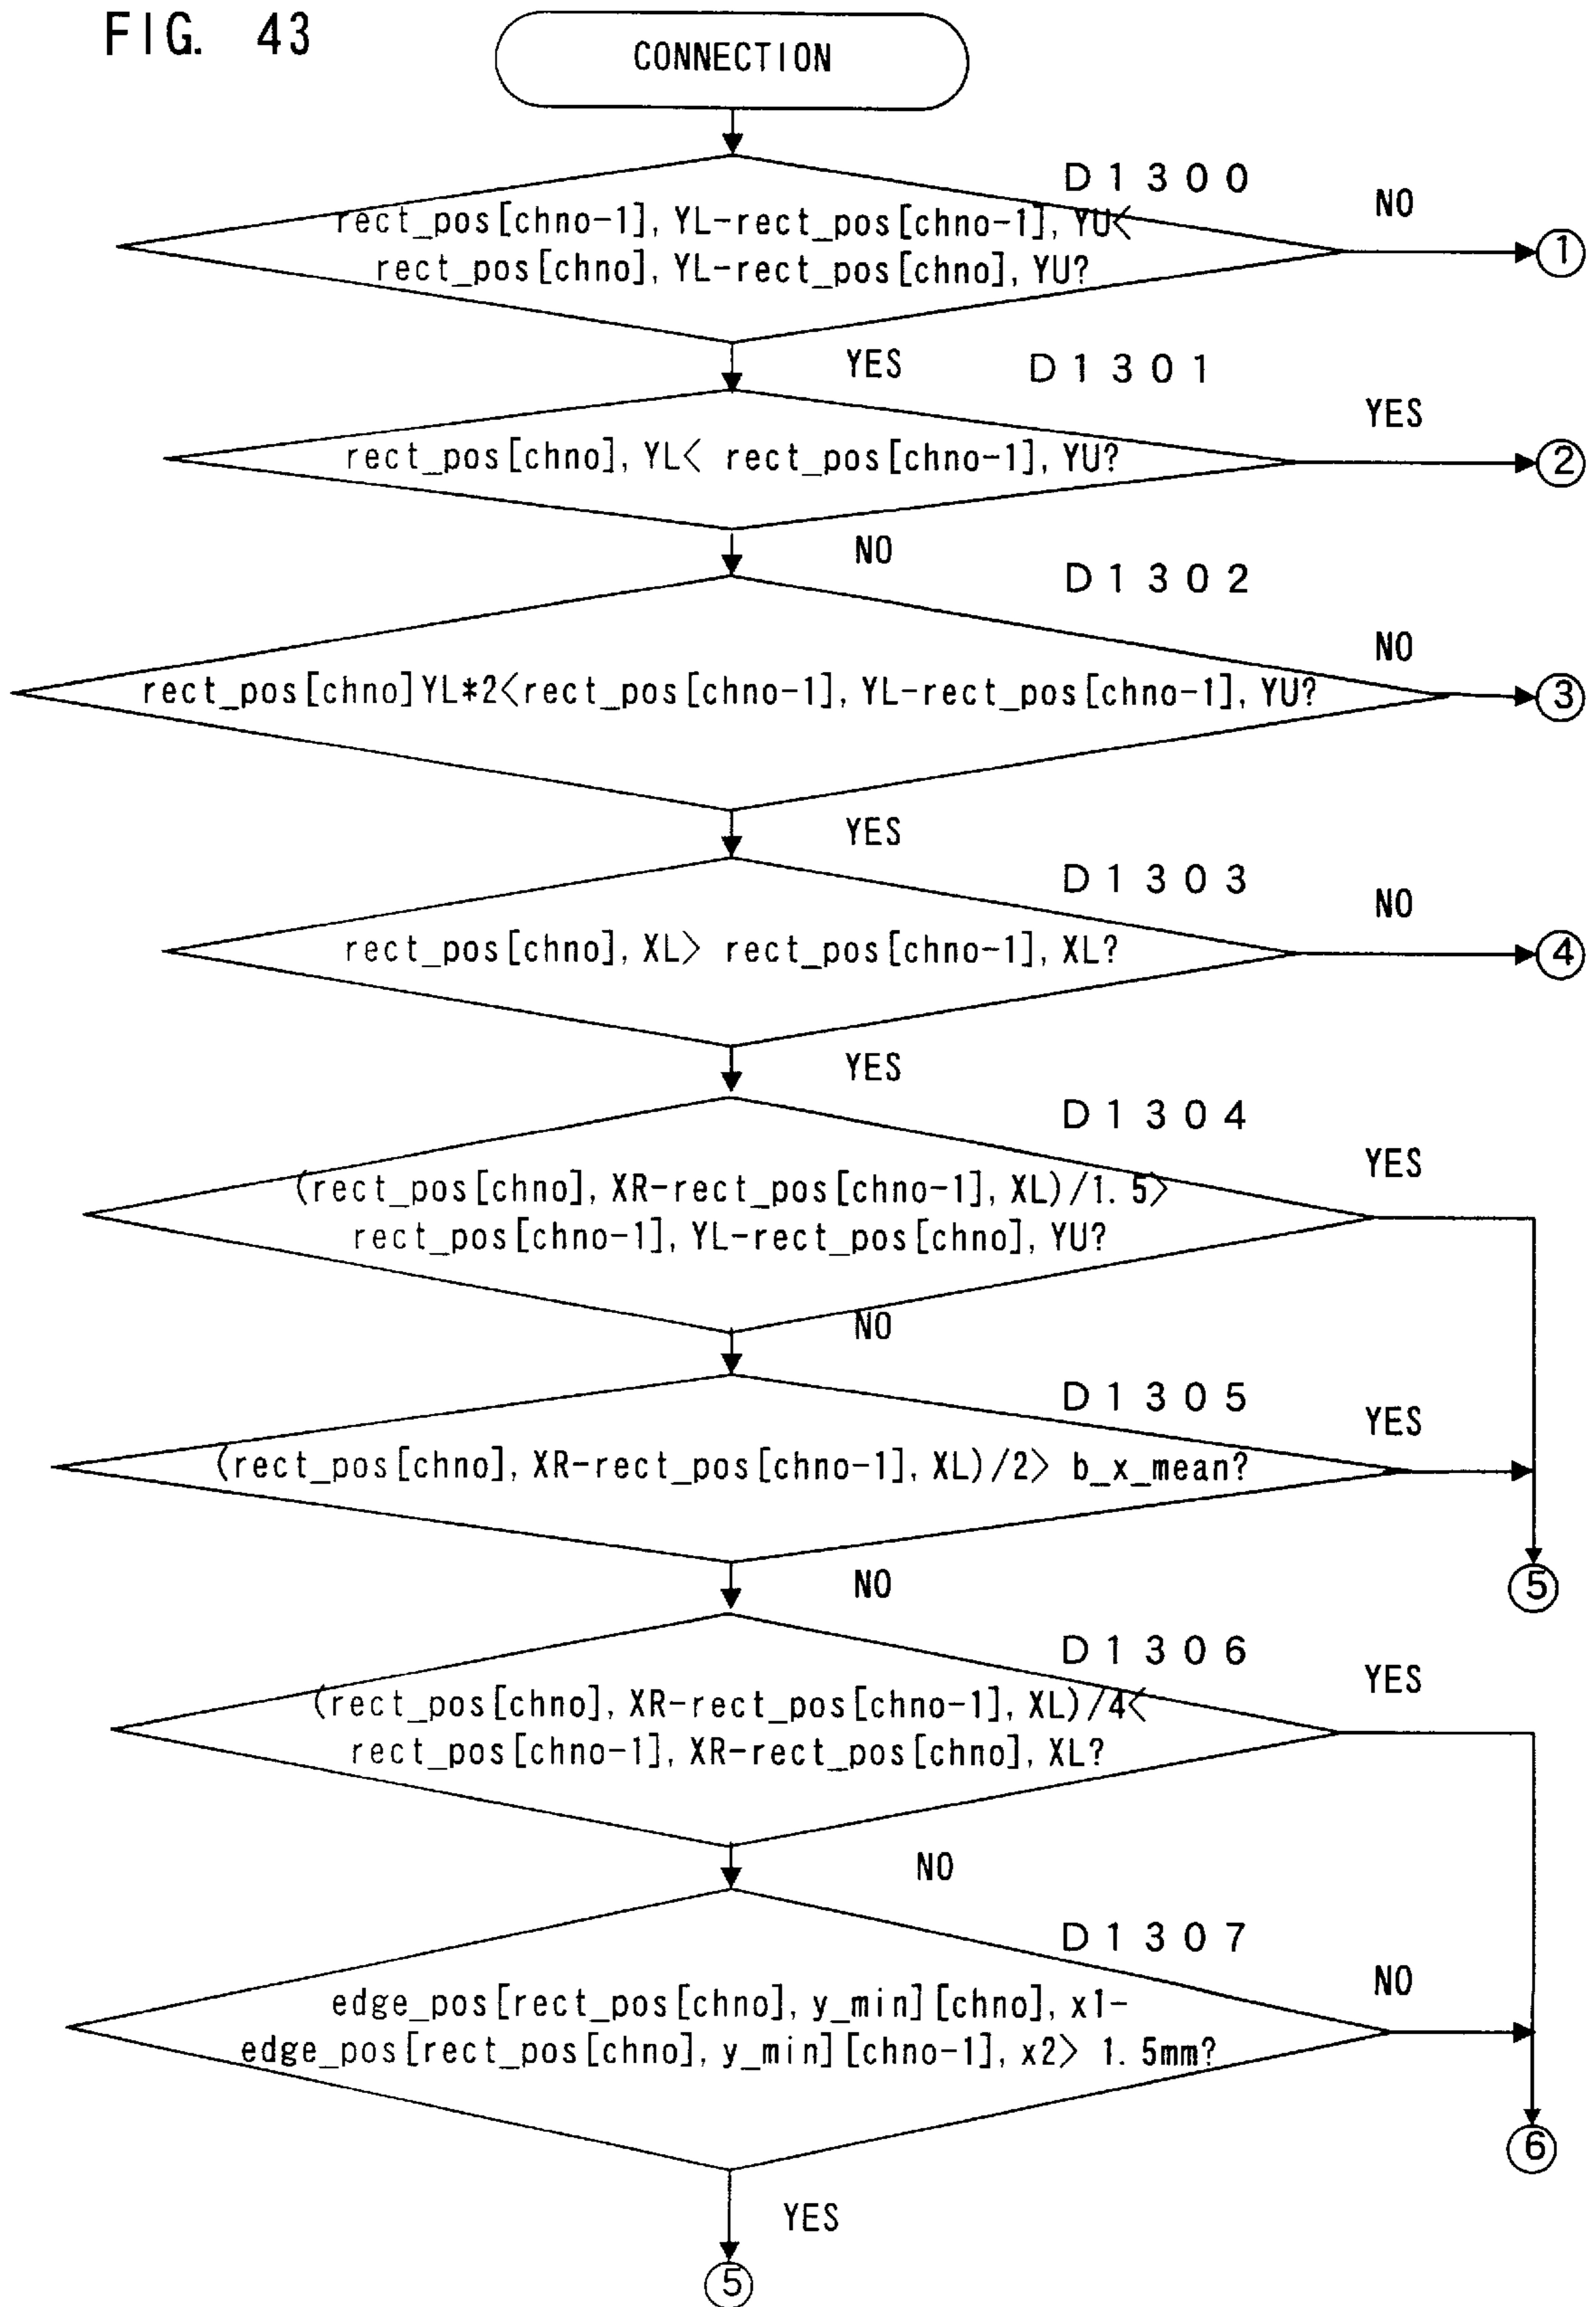 FIG. 43
CONNECTION
D1300
NO
rect_pos[chno-1], YL-rect_pos[chno-1], YU<
rect_pos[chno], YL-rect_pos[chno], YU?
1
YES
D1301
YES
rect_pos[chno], YL< rect_pos[chno-1], YU?
2
NO
D1302
NO
rect_pos[chno]YL*2<rect_pos[chno-1], YL-rect_pos[chno-1], YU?
3
YES
D1303
NO
rect_pos[chno], XL> rect_pos[chno-1], XL?
4
YES
D1304
YES
(rect_pos[chno], XR-rect_pos[chno-1], XL)/1.5>
rect_pos[chno-1], YL-rect_pos[chno], YU?
NO
D1305
YES
(rect_pos[chno], XR-rect_pos[chno-1], XL)/2> b_x_mean?
5
NO
D1306
YES
(rect_pos[chno], XR-rect_pos[chno-1], XL)/4<
rect_pos[chno-1], XR-rect_pos[chno], XL?
NO
D1307
NO
edge_pos[rect_pos[chno], y_min][chno], x1-
edge_pos[rect_pos[chno], y_min][chno-1], x2> 1.5mm?
6
YES
5